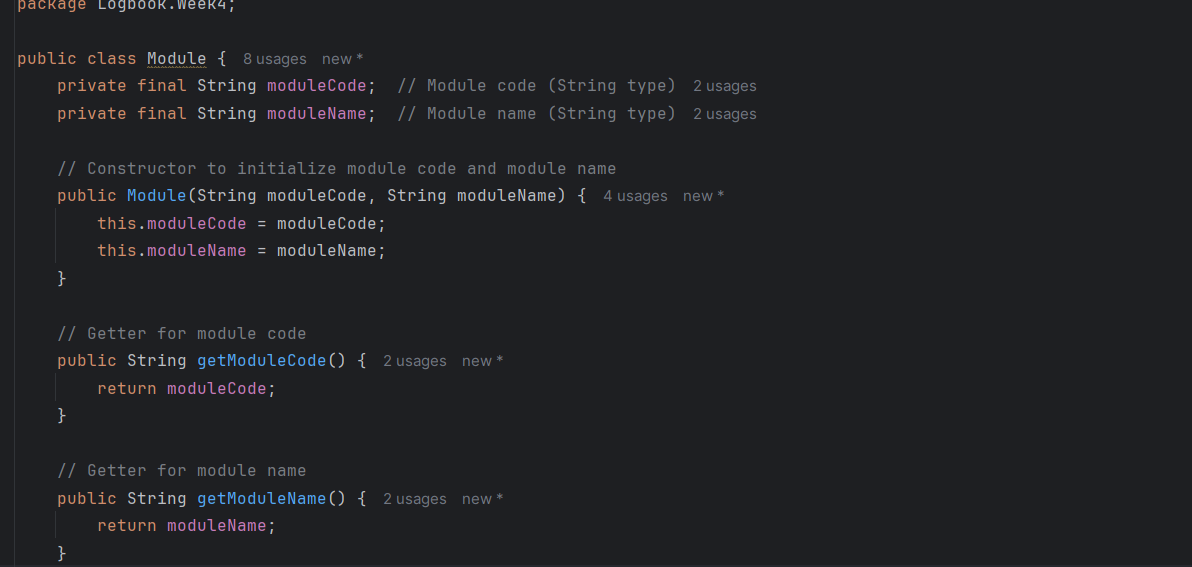 package Logbook.Week4;
public class Module {  8 usages  new *
    private final String moduleCode;  // Module code (String type)  2 usages
    private final String moduleName;  // Module name (String type)  2 usages
    // Constructor to initialize module code and module name
    public Module(String moduleCode, String moduleName) {  4 usages  new *
        this.moduleCode = moduleCode;
        this.moduleName = moduleName;
    }
    // Getter for module code
    public String getModuleCode() {  2 usages  new *
        return moduleCode;
    }
    // Getter for module name
    public String getModuleName() {  2 usages  new *
        return moduleName;
    }